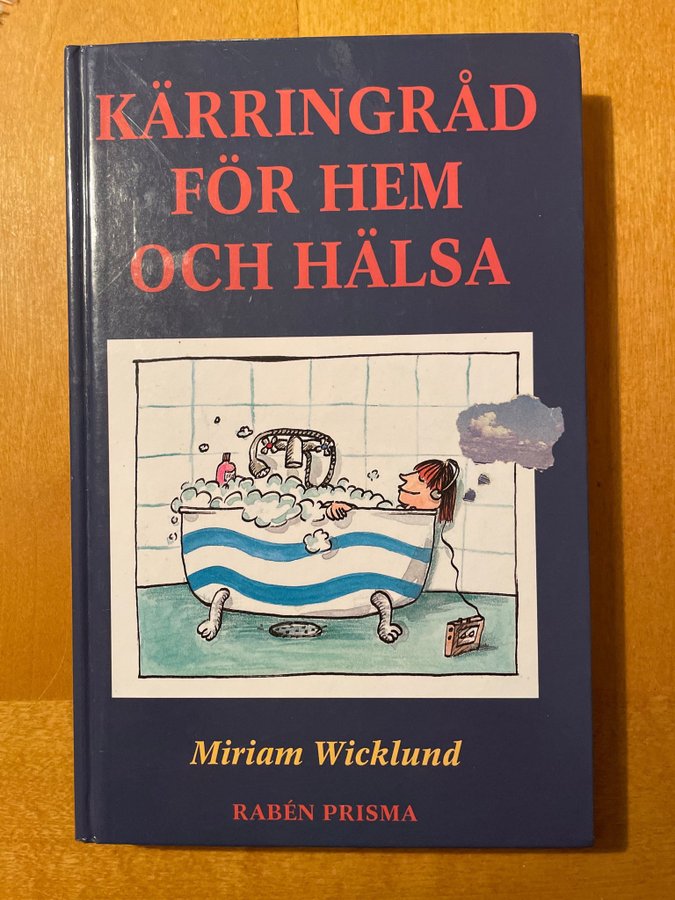 KÄRRINGRÅD
FÖR HEM
OCH HÄLSA
Miriam Wicklund
RABÉN PRISMA